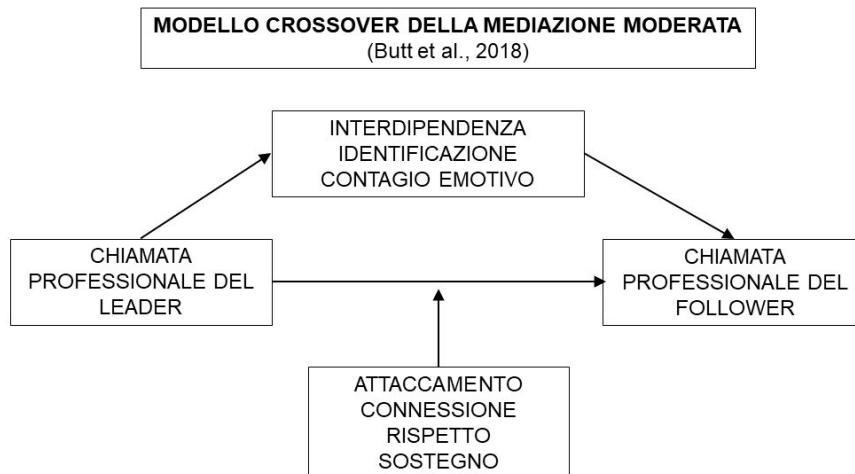 MODELLO CROSSOVER DELLA MEDIAZIONE MODERATA
(Butt et al., 2018)
INTERDIPENDENZA
IDENTIFICAZIONE
CONTAGIO EMOTIVO
CHIAMATA
PROFESSIONALE DEL
LEADER
CHIAMATA
PROFESSIONALE DEL
FOLLOWER
ATTACCAMENTO
CONNESSIONE
RISPETTO
SOSTEGNO